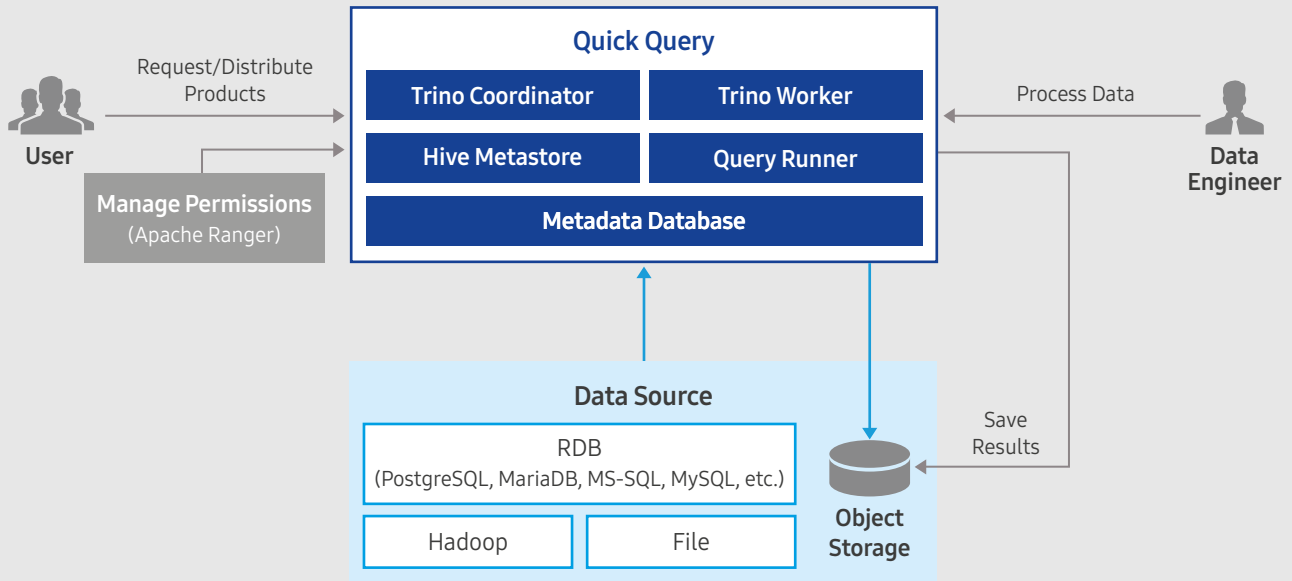 Quick Query
Request/Distribute
Products
User
Manage Permissions
(Apache Ranger)
Trino Coordinator
Trino Worker
Hive Metastore
Query Runner
Metadata Database
Process Data
Data
Engineer
Data Source
RDB
(PostgreSQL, MariaDB, MS-SQL, MySQL, etc.)
Hadoop
File
Object
Storage
Save
Results